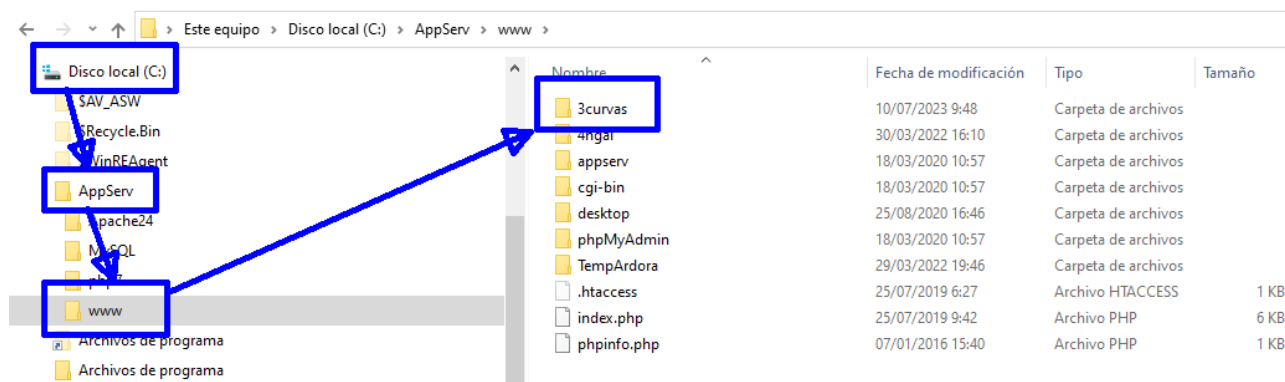 Este equipo > Disco local (C:) > AppServ > www >
Disco local (C:)
$AV_ASW
$Recycle.Bin
WinREAgent
AppServ
Apache24
MySQL
php7
www
Archivos de programa
Archivos de programa
Nombre Fecha de modificación Tipo Tamaño
3curvas 10/07/2023 9:48 Carpeta de archivos
4hgal 30/03/2022 16:10 Carpeta de archivos
appserv 18/03/2020 10:57 Carpeta de archivos
cgi-bin 18/03/2020 10:57 Carpeta de archivos
desktop 25/08/2020 16:46 Carpeta de archivos
phpMyAdmin 18/03/2020 10:57 Carpeta de archivos
TempArdora 29/03/2022 19:46 Carpeta de archivos
.htaccess 25/07/2019 6:27 Archivo HTACCESS 1 KB
index.php 25/07/2019 9:42 Archivo PHP 6 KB
phpinfo.php 07/01/2016 15:40 Archivo PHP 1 KB